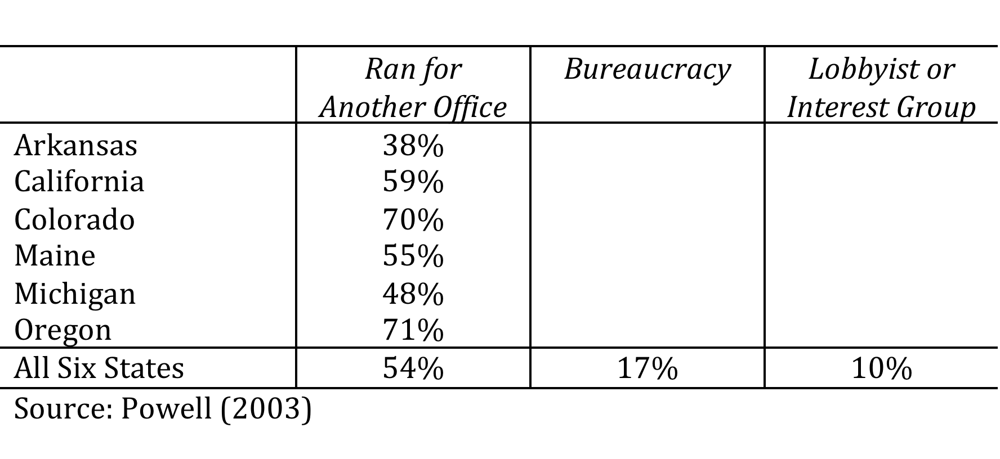 Ran for Bureaucracy Lobbyist or
Another Office Interest Group
Arkansas 38%
California 59%
Colorado 70%
Maine 55%
Michigan 48%
Oregon 71%
All Six States 54% 17% 10%
Source: Powell (2003)